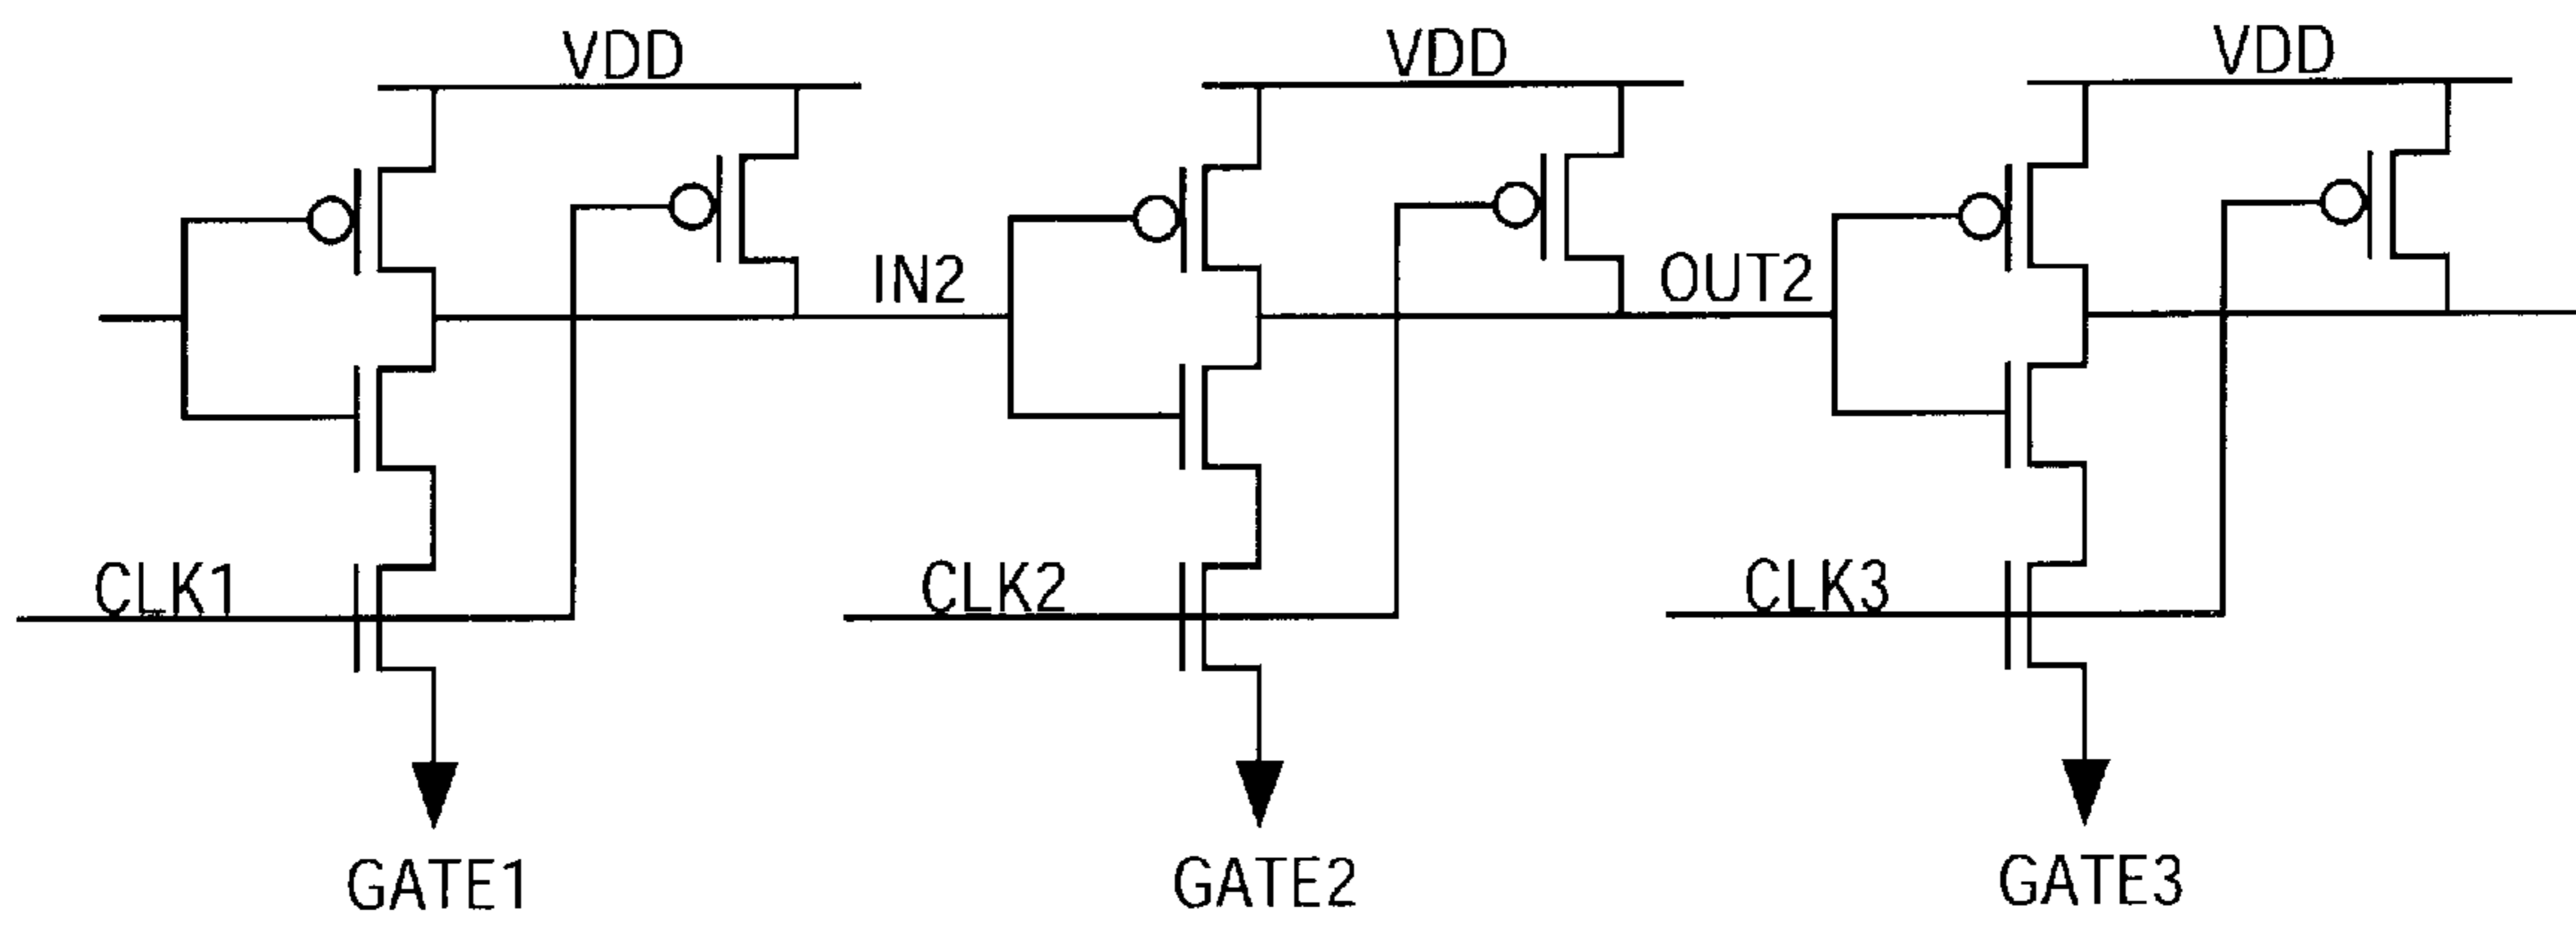 VDD VDD VDD
IN2 OUT2
CLK1 CLK2 CLK3
GATE1 GATE2 GATE3